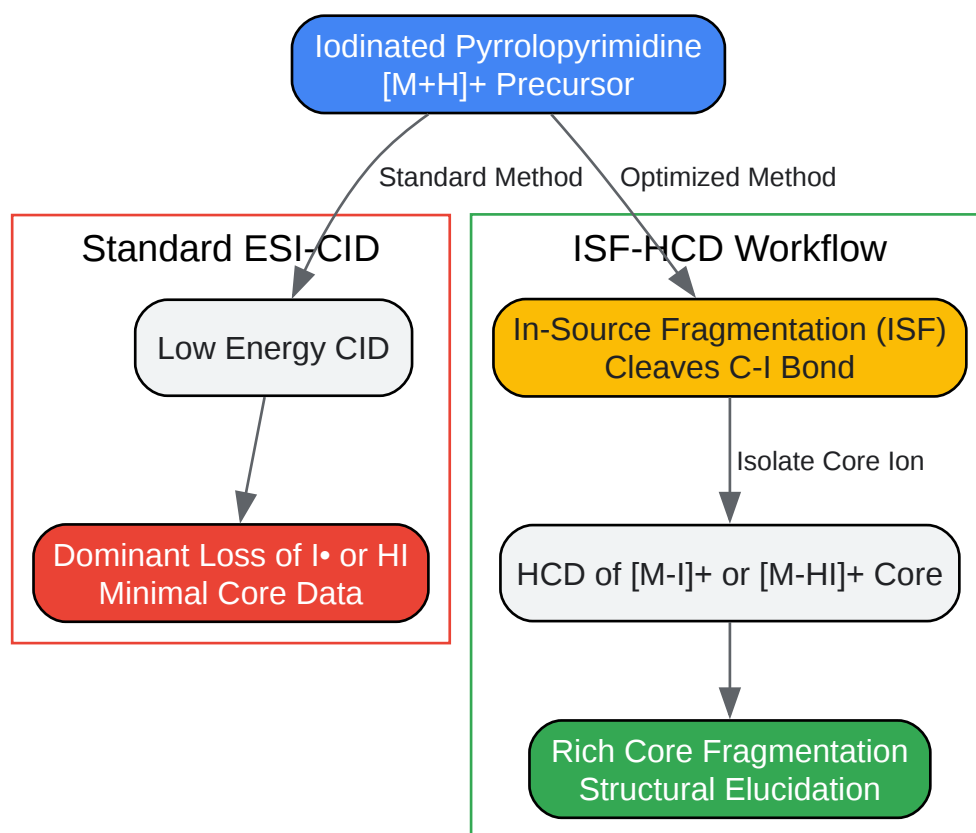 Iodinated Pyrrolopyrimidine
[M+H]+ Precursor
Standard Method
Optimized Method
Standard ESI-CID
Low Energy CID
Dominant Loss of I• or HI
Minimal Core Data
ISF-HCD Workflow
In-Source Fragmentation (ISF)
Cleaves C-I Bond
Isolate Core Ion
HCD of [M-I]+ or [M-HI]+ Core
Rich Core Fragmentation
Structural Elucidation